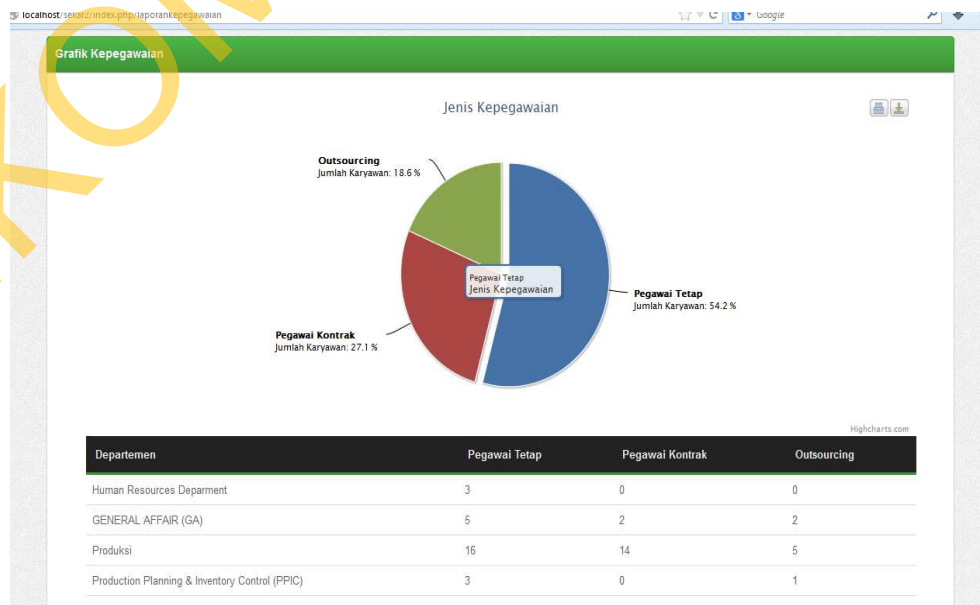 localhost/sekar2/index.php/laporankepegawaian
Google
Grafik Kepegawaian
Jenis Kepegawaian
Outsourcing
Jumlah Karyawan: 18.6 %
Pegawai Tetap
Jenis Kepegawaian
Pegawai Tetap
Jumlah Karyawan: 54.2 %
Pegawai Kontrak
Jumlah Karyawan: 27.1 %
Highcharts.com
Departemen Pegawai Tetap Pegawai Kontrak Outsourcing
Human Resources Deparment 3 0 0
GENERAL AFFAIR (GA) 5 2 2
Produksi 16 14 5
Production Planning & Inventory Control (PPIC) 3 0 1